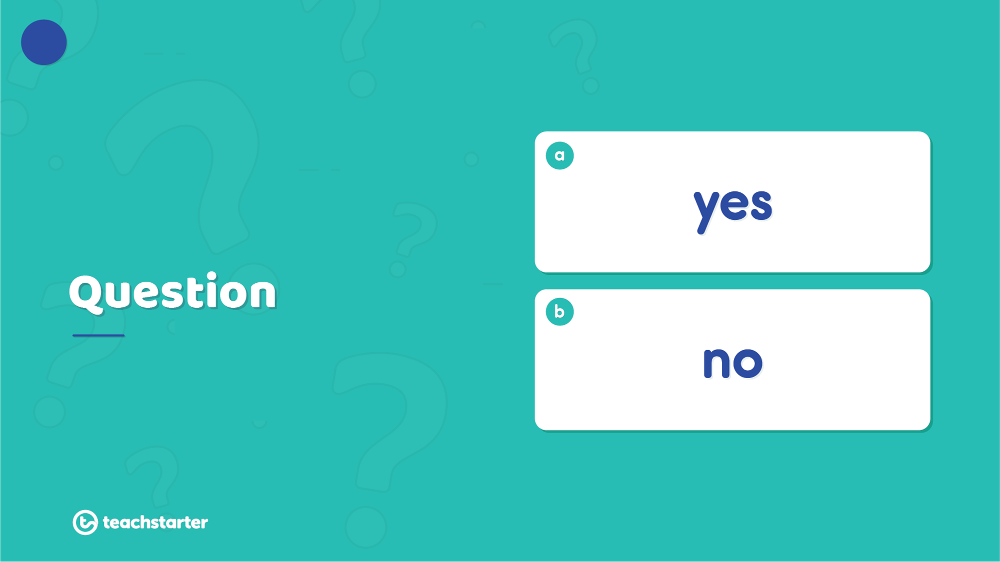 Question
a
yes
b
no
teachstarter